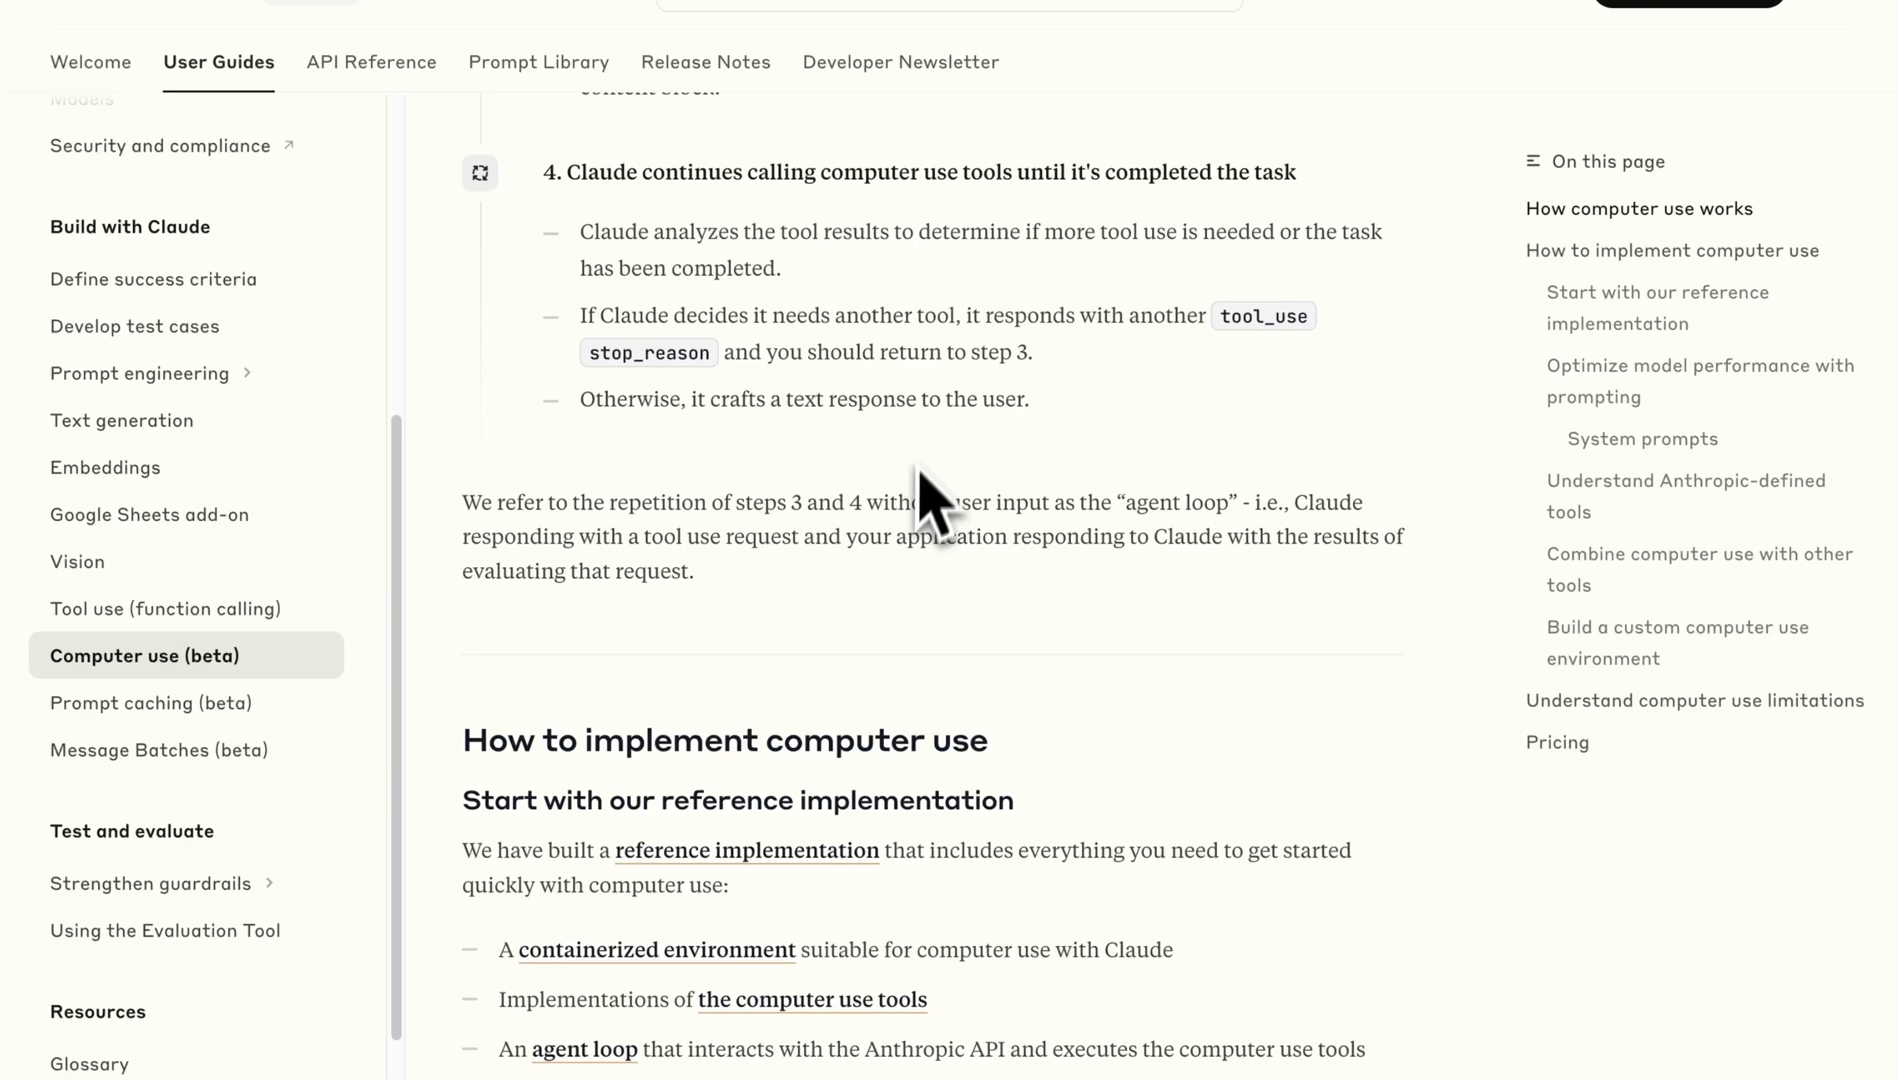 Welcome
User Guides
API Reference
Prompt Library
Release Notes
Developer Newsletter
Models
Security and compliance ↗
Build with Claude
Define success criteria
Develop test cases
Prompt engineering
Text generation
Embeddings
Google Sheets add-on
Vision
Tool use (function calling)
Computer use (beta)
Prompt caching (beta)
Message Batches (beta)
Test and evaluate
Strengthen guardrails
Using the Evaluation Tool
Resources
Glossary
content block.
4. Claude continues calling computer use tools until it's completed the task
Claude analyzes the tool results to determine if more tool use is needed or the task
has been completed.
If Claude decides it needs another tool, it responds with another tool_use
stop_reason and you should return to step 3.
Otherwise, it crafts a text response to the user.
We refer to the repetition of steps 3 and 4 without user input as the “agent loop” - i.e., Claude
responding with a tool use request and your application responding to Claude with the results of
evaluating that request.
How to implement computer use
Start with our reference implementation
We have built a reference implementation that includes everything you need to get started
quickly with computer use:
A containerized environment suitable for computer use with Claude
Implementations of the computer use tools
An agent loop that interacts with the Anthropic API and executes the computer use tools
On this page
How computer use works
How to implement computer use
Start with our reference
implementation
Optimize model performance with
prompting
System prompts
Understand Anthropic-defined
tools
Combine computer use with other
tools
Build a custom computer use
environment
Understand computer use limitations
Pricing